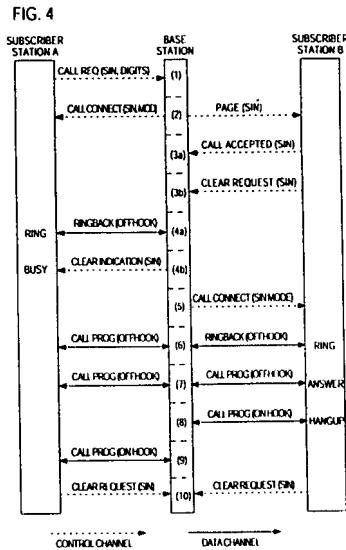 FIG. 4
SUBSCRIBER STATION A
BASE STATION
SUBSCRIBER STATION B
CALL REQ (SIN, DIGITS)
(1)
CALL CONNECT (SIN, MOD)
(2)
PAGE (SIN)
(3a)
CALL ACCEPTED (SIN)
(3b)
CLEAR REQUEST (SIN)
RING
RINGBACK (OFFHOOK)
(4a)
BUSY
CLEAR INDICATION (SIN)
(4b)
(5)
CALL CONNECT (SIN MODE)
CALL PROG (OFFHOOK)
(6)
RINGBACK (OFFHOOK)
RING
CALL PROG (OFFHOOK)
(7)
CALL PROG (OFFHOOK)
ANSWER
(8)
CALL PROG (ON HOOK)
HANGUP
CALL PROG (ON HOOK)
(9)
CLEAR REQUEST (SIN)
(10)
CLEAR REQUEST (SIN)
CONTROL CHANNEL
DATA CHANNEL